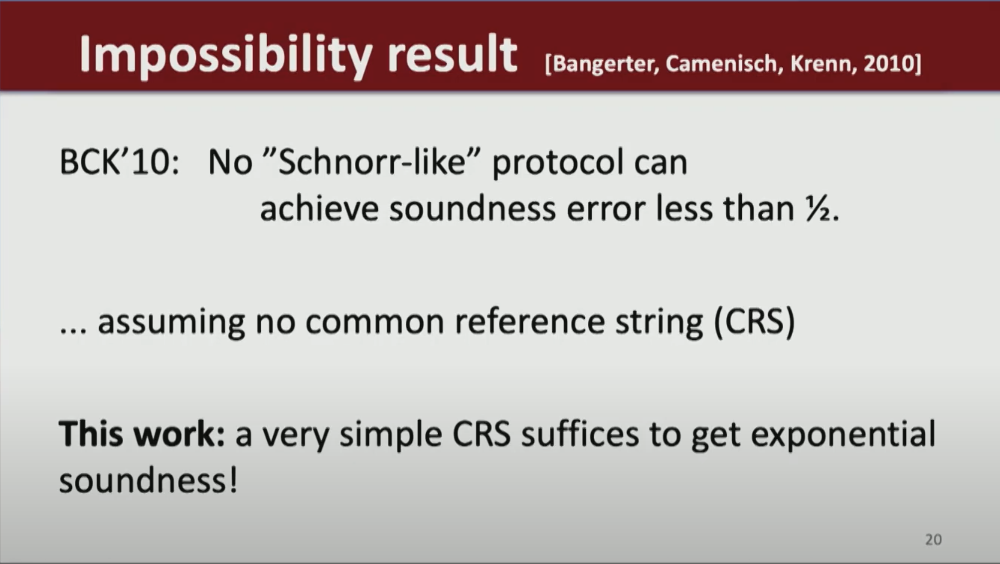 Impossibility result [Bangerter, Camenisch, Krenn, 2010]
BCK’10: No ”Schnorr-like” protocol can
achieve soundness error less than ½.
... assuming no common reference string (CRS)
This work: a very simple CRS suffices to get exponential
soundness!
20